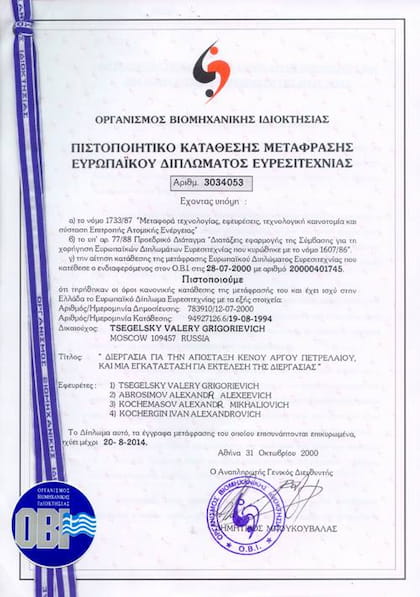 ΟΡΓΑΝΙΣΜΟΣ ΒΙΟΜΗΧΑΝΙΚΗΣ ΙΔΙΟΚΤΗΣΙΑΣ
ΠΙΣΤΟΠΟΙΗΤΙΚΟ ΚΑΤΑΘΕΣΗΣ ΜΕΤΑΦΡΑΣΗΣ
ΕΥΡΩΠΑΪΚΟΥ ΔΙΠΛΩΜΑΤΟΣ ΕΥΡΕΣΙΤΕΧΝΙΑΣ
Αριθμ. 3034053
Εχοντας υπόψη :
α) το νόμο 1733/87 "Μεταφορά τεχνολογίας, εφευρέσεις, τεχνολογική καινοτομία και
σύσταση Επιτροπής Ατομικής Ενέργειας"
β) το υπ' αρ. 77/88 Προεδρικό Διάταγμα "Διατάξεις εφαρμογής της Σύμβασης για τη
χορήγηση Ευρωπαϊκών Διπλωμάτων Ευρεσιτεχνίας που κυρώθηκε με το νόμο 1607/86".
γ) την αίτηση κατάθεσης της μετάφρασης Ευρωπαϊκού Διπλώματος Ευρεσιτεχνίας που
κατέθεσε ο ενδιαφερόμενος στον Ο.Β.Ι. στις 28-07-2000 με αριθμό 20000401745.
Πιστοποιούμε
ότι τηρήθηκαν οι όροι κανονικής κατάθεσης της μετάφρασής του και έχει ισχύ στην
Ελλάδα το Ευρωπαϊκό Δίπλωμα Ευρεσιτεχνίας με τα εξής στοιχεία:
Αριθμός/Ημερομηνία Δημοσίευσης: 783910/12-07-2000
Αριθμός/Ημερομηνία Κατάθεσης: 94927126.6/19-08-1994
Δικαιούχος: TSEGELSKY VALERY GRIGORIEVICH
MOSCOW 109457 RUSSIA
Τίτλος: " ΔΙΕΡΓΑΣΙΑ ΓΙΑ ΤΗΝ ΑΠΟΣΤΑΞΗ ΚΕΝΟΥ ΑΡΓΟΥ ΠΕΤΡΕΛΑΙΟΥ,
ΚΑΙ ΜΙΑ ΕΓΚΑΤΑΣΤΑΣΗ ΓΙΑ ΕΚΤΕΛΕΣΗ ΤΗΣ ΔΙΕΡΓΑΣΙΑΣ "
Εφευρέτες : 1) TSEGELSKY VALERY GRIGORIEVICH
2) ABROSIMOV ALEXANDR ALEXEEVICH
3) KOCHEMASOV ALEXANDR MIKHALIOVICH
4) KOCHERGIN IVAN ALEXANDROVICH
Το Δίπλωμα αυτό, τα έγγραφα μετάφρασης του οποίου επισυνάπτονται επικυρωμένα,
ισχύει μέχρι 20-8-2014.
Αθήνα 31 Οκτωβρίου 2000
Ο Αναπληρωτής Γενικός Διευθυντής
ΔΗΜΗΤΡΙΟΣ ΜΠΟΥΚΟΥΒΑΛΑΣ
ΟΡΓΑΝΙΣΜΟΣ ΒΙΟΜΗΧΑΝΙΚΗΣ ΙΔΙΟΚΤΗΣΙΑΣ
Ο.Β.Ι.
ΟΡΓΑΝΙΣΜΟΣ
ΒΙΟΜΗΧΑΝΙΚΗΣ
ΙΔΙΟΚΤΗΣΙΑΣ
OBI